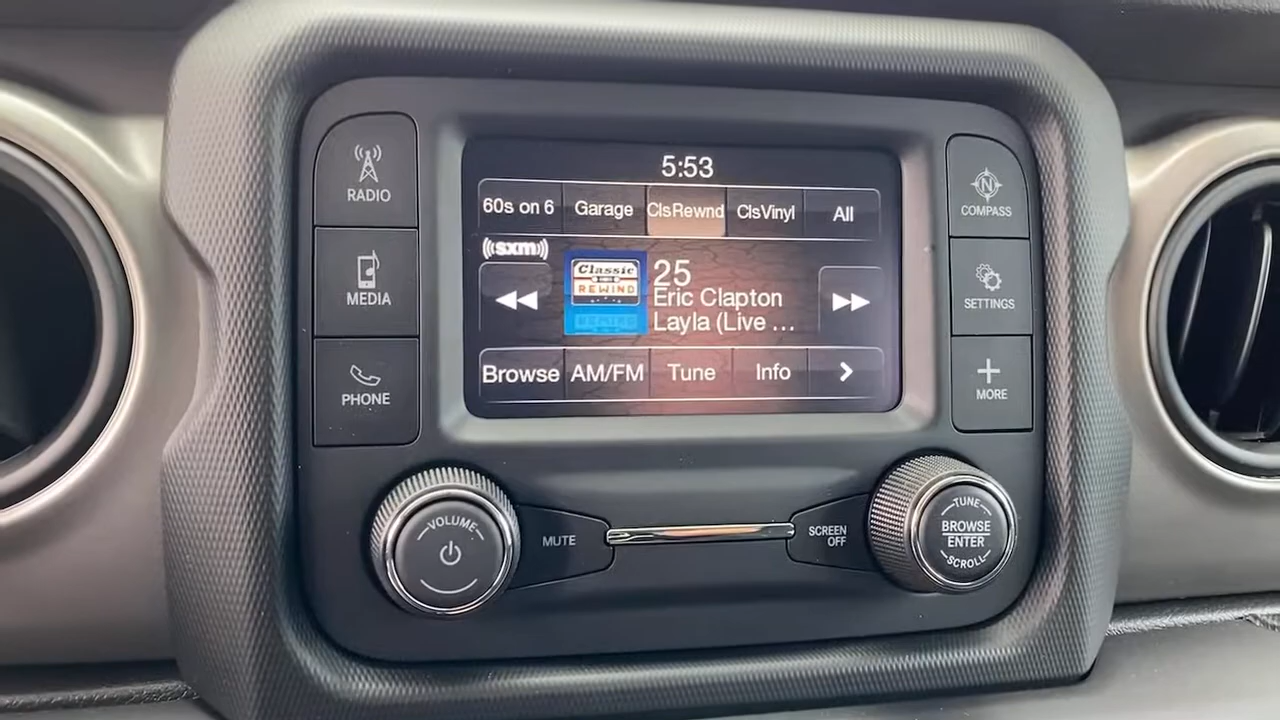 RADIO
MEDIA
PHONE
5:53
60s on 6 Garage ClsRewnd ClsVinyl All
((sxm))
Classic
REWIND
25
Eric Clapton
Layla (Live ...
Browse AM/FM Tune Info >
COMPASS
N
SETTINGS
MORE
VOLUME
MUTE
SCREEN
OFF
TUNE
BROWSE
ENTER
SCROLL